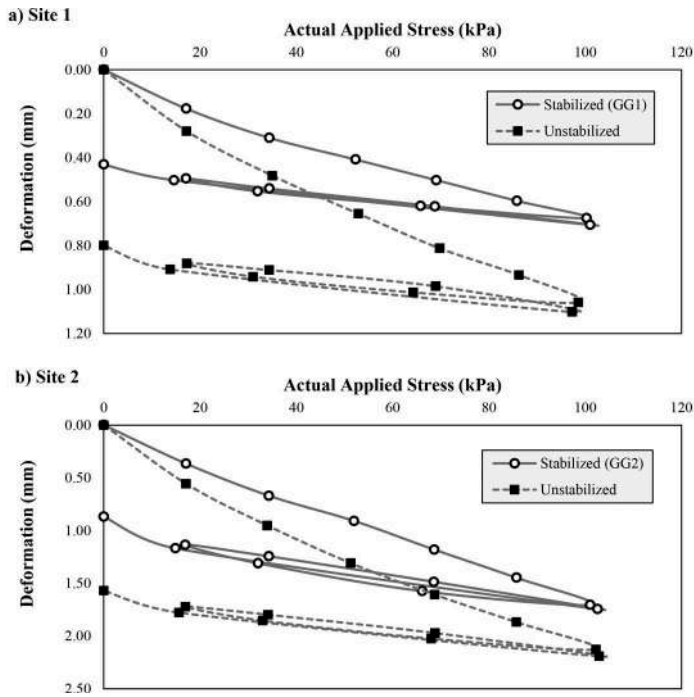 a) Site 1
Actual Applied Stress (kPa)
0 20 40 60 80 100 120
0.00
0.20
0.40
0.60
0.80
1.00
1.20
Deformation (mm)
Stabilized (GG1)
Unstabilized
b) Site 2
Actual Applied Stress (kPa)
0 20 40 60 80 100 120
0.00
0.50
1.00
1.50
2.00
2.50
Deformation (mm)
Stabilized (GG2)
Unstabilized